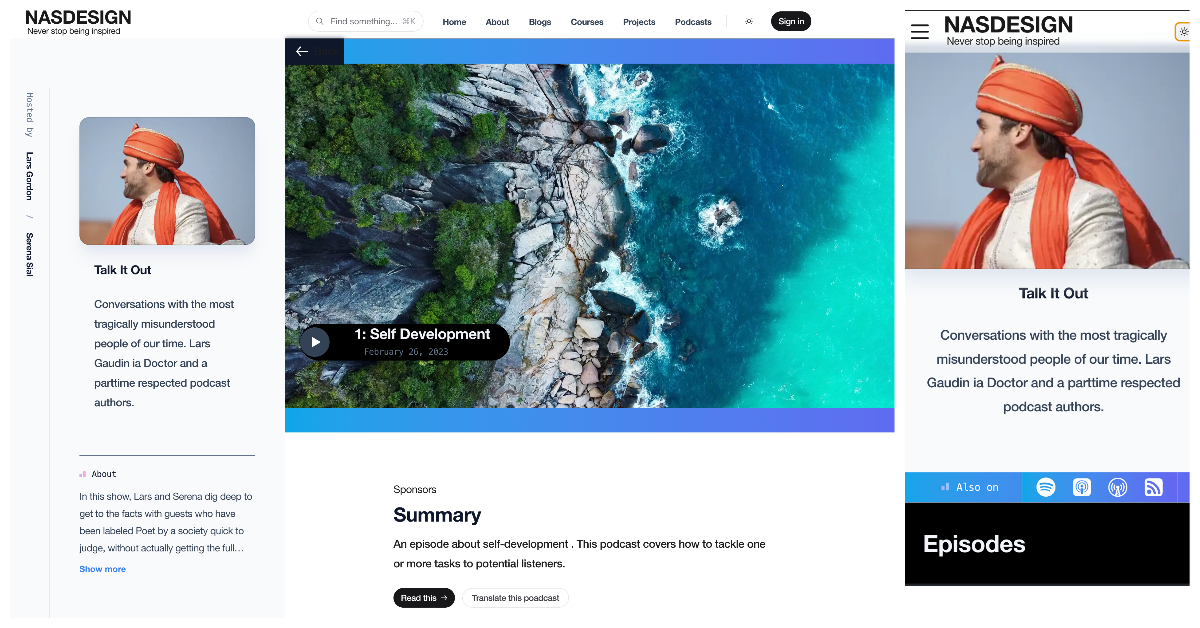 NASDESIGN
Never stop being inspired
Find something... ⌘K
Home About Blogs Courses Projects Podcasts
Sign in
Hosted by Lars Gordon / Serena Sial
Talk It Out
Conversations with the most
tragically misunderstood
people of our time. Lars
Gaudin ia Doctor and a
parttime respected podcast
authors.
About
In this show, Lars and Serena dig deep to
get to the facts with guests who have
been labeled Poet by a society quick to
judge, without actually getting the full…
Show more
1: Self Development
February 26, 2023
Sponsors
Summary
An episode about self-development . This podcast covers how to tackle one
or more tasks to potential listeners.
Read this →
Translate this poadcast
NASDESIGN
Never stop being inspired
Talk It Out
Conversations with the most tragically
misunderstood people of our time. Lars
Gaudin ia Doctor and a parttime respected
podcast authors.
Also on
Episodes